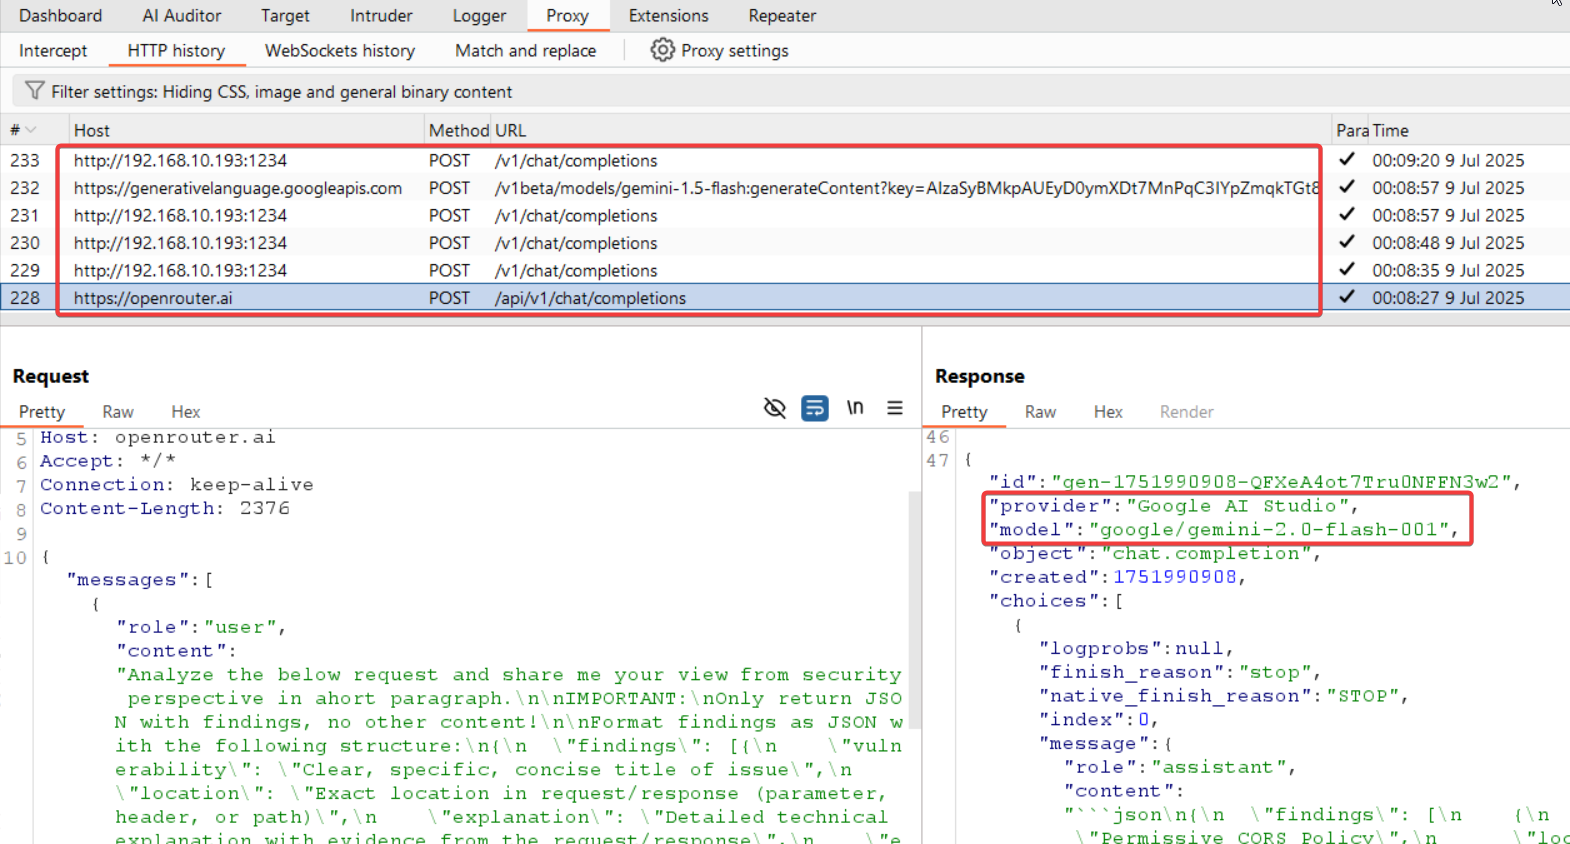 Dashboard AI Auditor Target Intruder Logger Proxy Extensions Repeater
Intercept HTTP history WebSockets history Match and replace Proxy settings
Filter settings: Hiding CSS, image and general binary content
# Host Method URL Para Time
233 http://192.168.10.193:1234 POST /v1/chat/completions ✓ 00:09:20 9 Jul 2025
232 https://generativelanguage.googleapis.com POST /v1beta/models/gemini-1.5-flash:generateContent?key=AIzaSyBMkpAUEyD0ymXDt7MnPqC3IYpZmqkTGt8 ✓ 00:08:57 9 Jul 2025
231 http://192.168.10.193:1234 POST /v1/chat/completions ✓ 00:08:57 9 Jul 2025
230 http://192.168.10.193:1234 POST /v1/chat/completions ✓ 00:08:48 9 Jul 2025
229 http://192.168.10.193:1234 POST /v1/chat/completions ✓ 00:08:35 9 Jul 2025
228 https://openrouter.ai POST /api/v1/chat/completions ✓ 00:08:27 9 Jul 2025
Request
Pretty Raw Hex \n
5 Host: openrouter.ai
6 Accept: */*
7 Connection: keep-alive
8 Content-Length: 2376
9
10 {
"messages":[
{
"role":"user",
"content":
"Analyze the below request and share me your view from security
perspective in ahort paragraph.\n\nIMPORTANT:\nOnly return JSO
N with findings, no other content!\n\nFormat findings as JSON w
ith the following structure:\n{\n  \"findings\": [{\n    \"vuln
erability\": \"Clear, specific, concise title of issue\",\n
\"location\": \"Exact location in request/response (parameter,
header, or path)\",\n    \"explanation\": \"Detailed technical
explanation with evidence from the request/response\",\n    \"e
Response
Pretty Raw Hex Render
46
47 {
"id":"gen-1751990908-QFXeA4ot7Tru0NFFN3w2",
"provider":"Google AI Studio",
"model":"google/gemini-2.0-flash-001",
"object":"chat.completion",
"created":1751990908,
"choices":[
{
"logprobs":null,
"finish_reason":"stop",
"native_finish_reason":"STOP",
"index":0,
"message":{
"role":"assistant",
"content":
"```json\n{\n  \"findings\": [\n    {\n
\"Permissive CORS Policy\",\n      \"loc